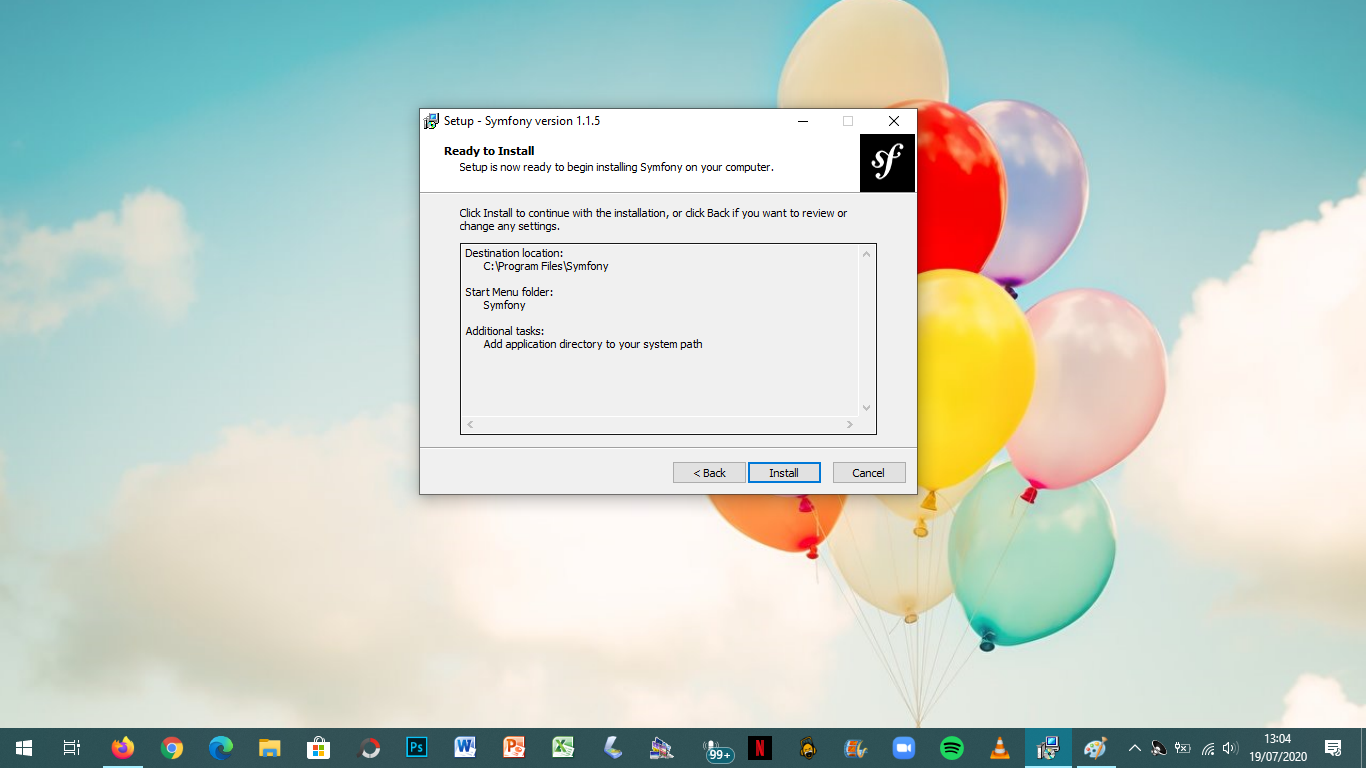 Setup - Symfony version 1.1.5
Ready to Install
Setup is now ready to begin installing Symfony on your computer.
sf
Click Install to continue with the installation, or click Back if you want to review or
change any settings.
Destination location:
C:\Program Files\Symfony
Start Menu folder:
Symfony
Additional tasks:
Add application directory to your system path
< Back
Install
Cancel
Ps
W
P
X
99+
N
13:04
19/07/2020